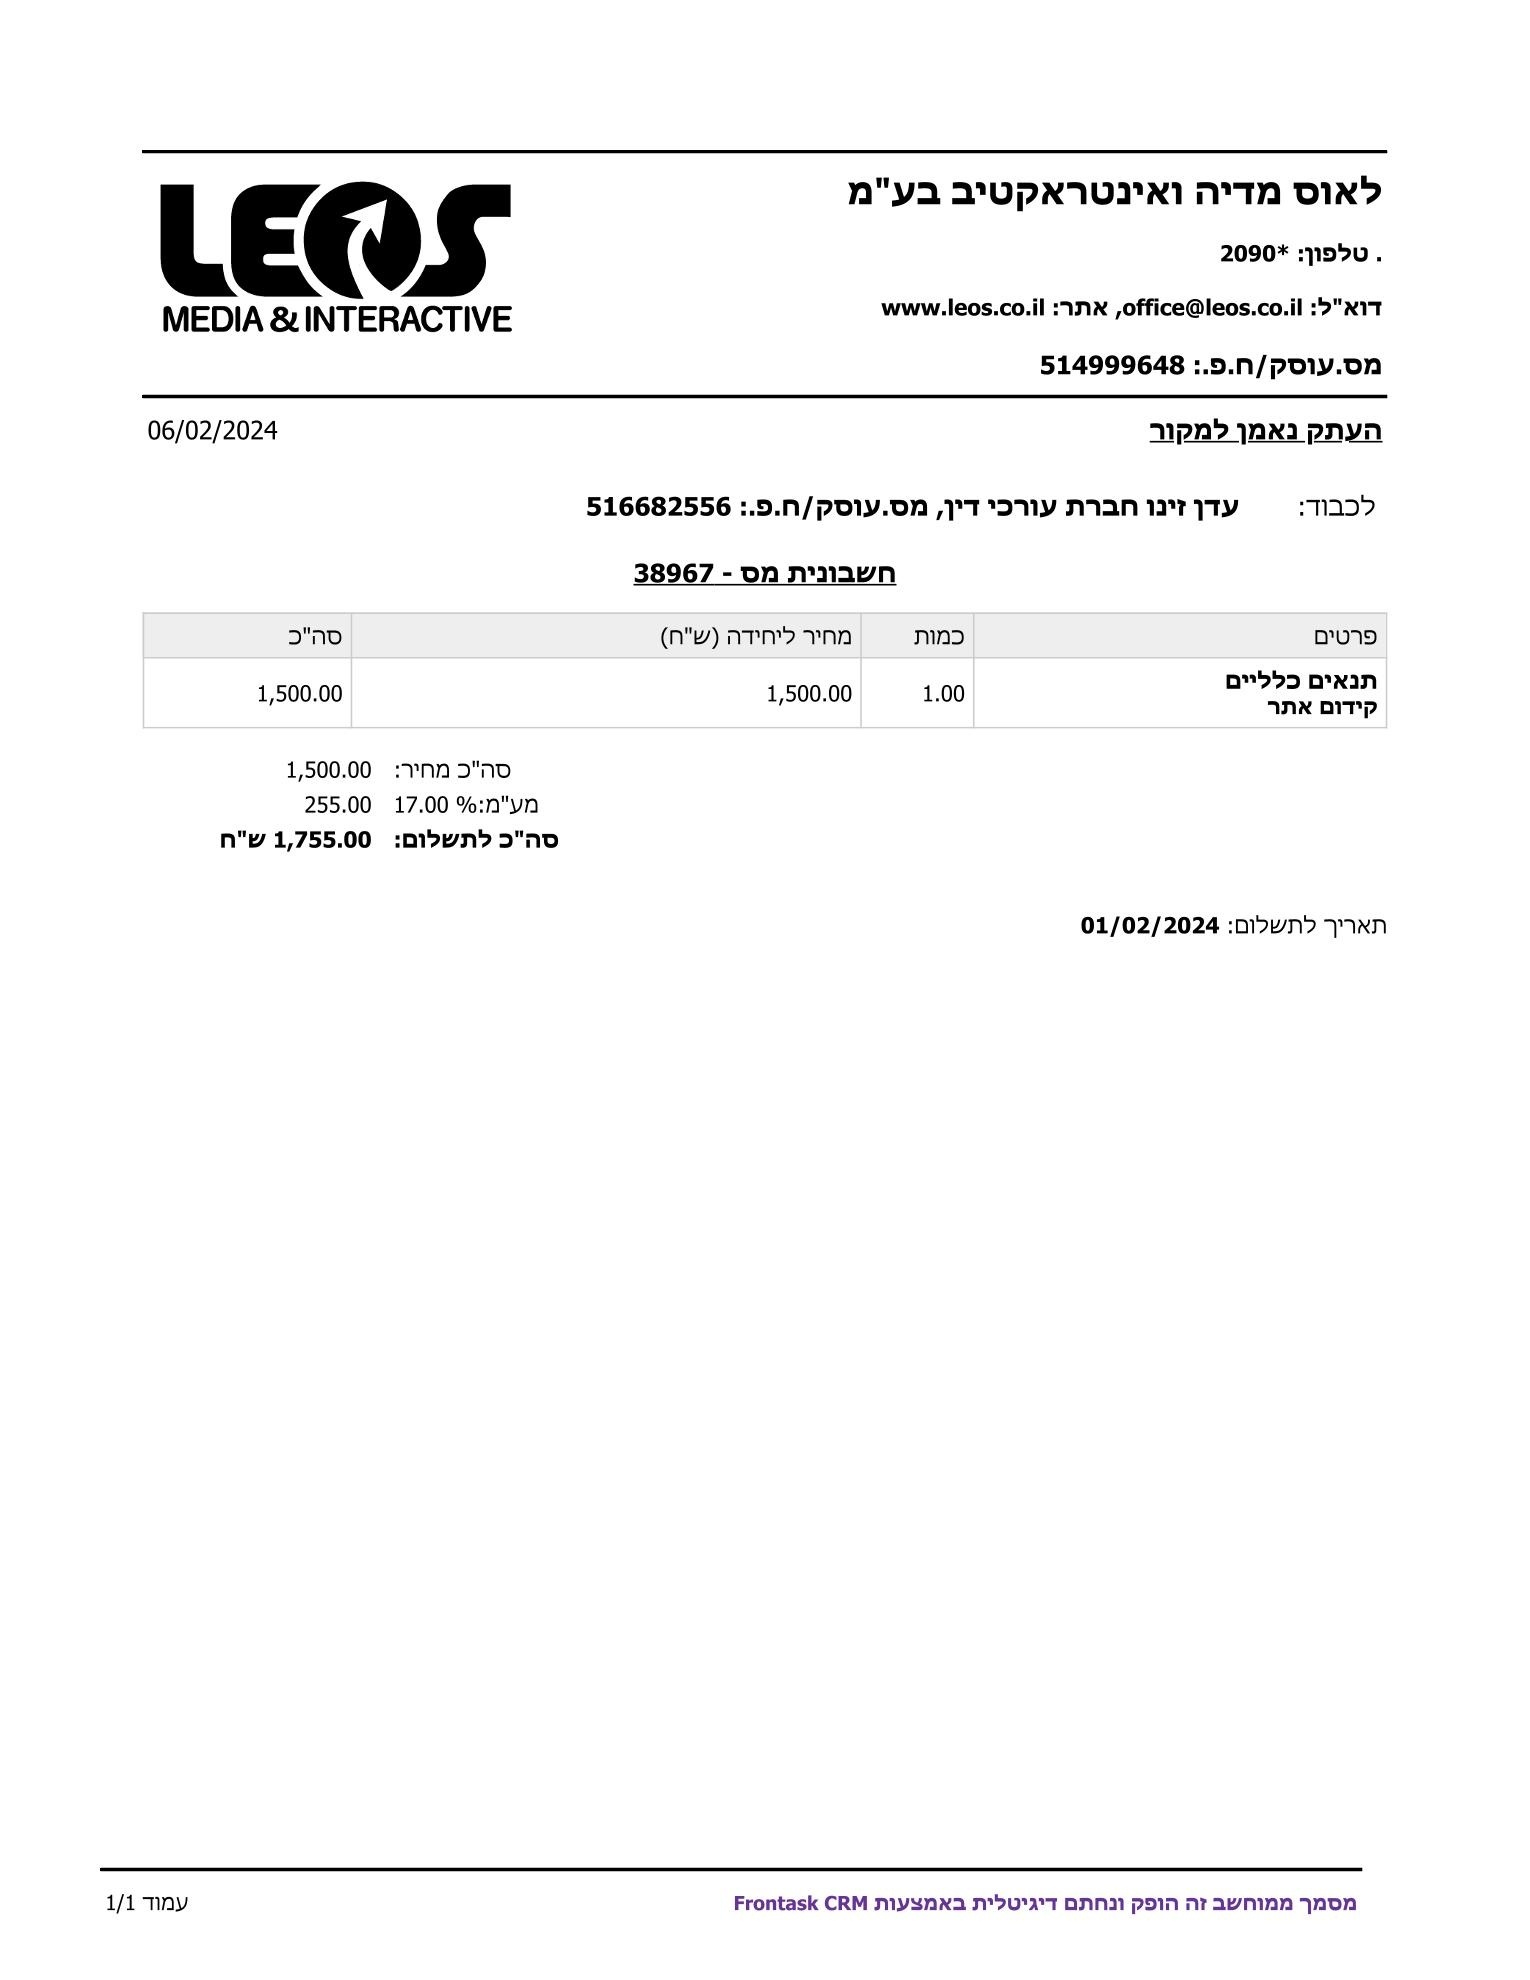 לאוס מדיה ואינטראקטיב בע"מ
LEOS
MEDIA & INTERACTIVE
. טלפון: *2090
דוא"ל: office@leos.co.il, אתר: www.leos.co.il
מס.עוסק/ח.פ.: 514999648
העתק נאמן למקור
06/02/2024
לכבוד: עדן זינו חברת עורכי דין, מס.עוסק/ח.פ.: 516682556
חשבונית מס - 38967
פרטים כמות מחיר ליחידה (ש"ח) סה"כ
תנאים כלליים
קידום אתר
1.00 1,500.00 1,500.00
סה"כ מחיר: 1,500.00
מע"מ:% 17.00 255.00
סה"כ לתשלום: 1,755.00 ש"ח
תאריך לתשלום: 01/02/2024
מסמך ממוחשב זה הופק ונחתם דיגיטלית באמצעות Frontask CRM
עמוד 1/1